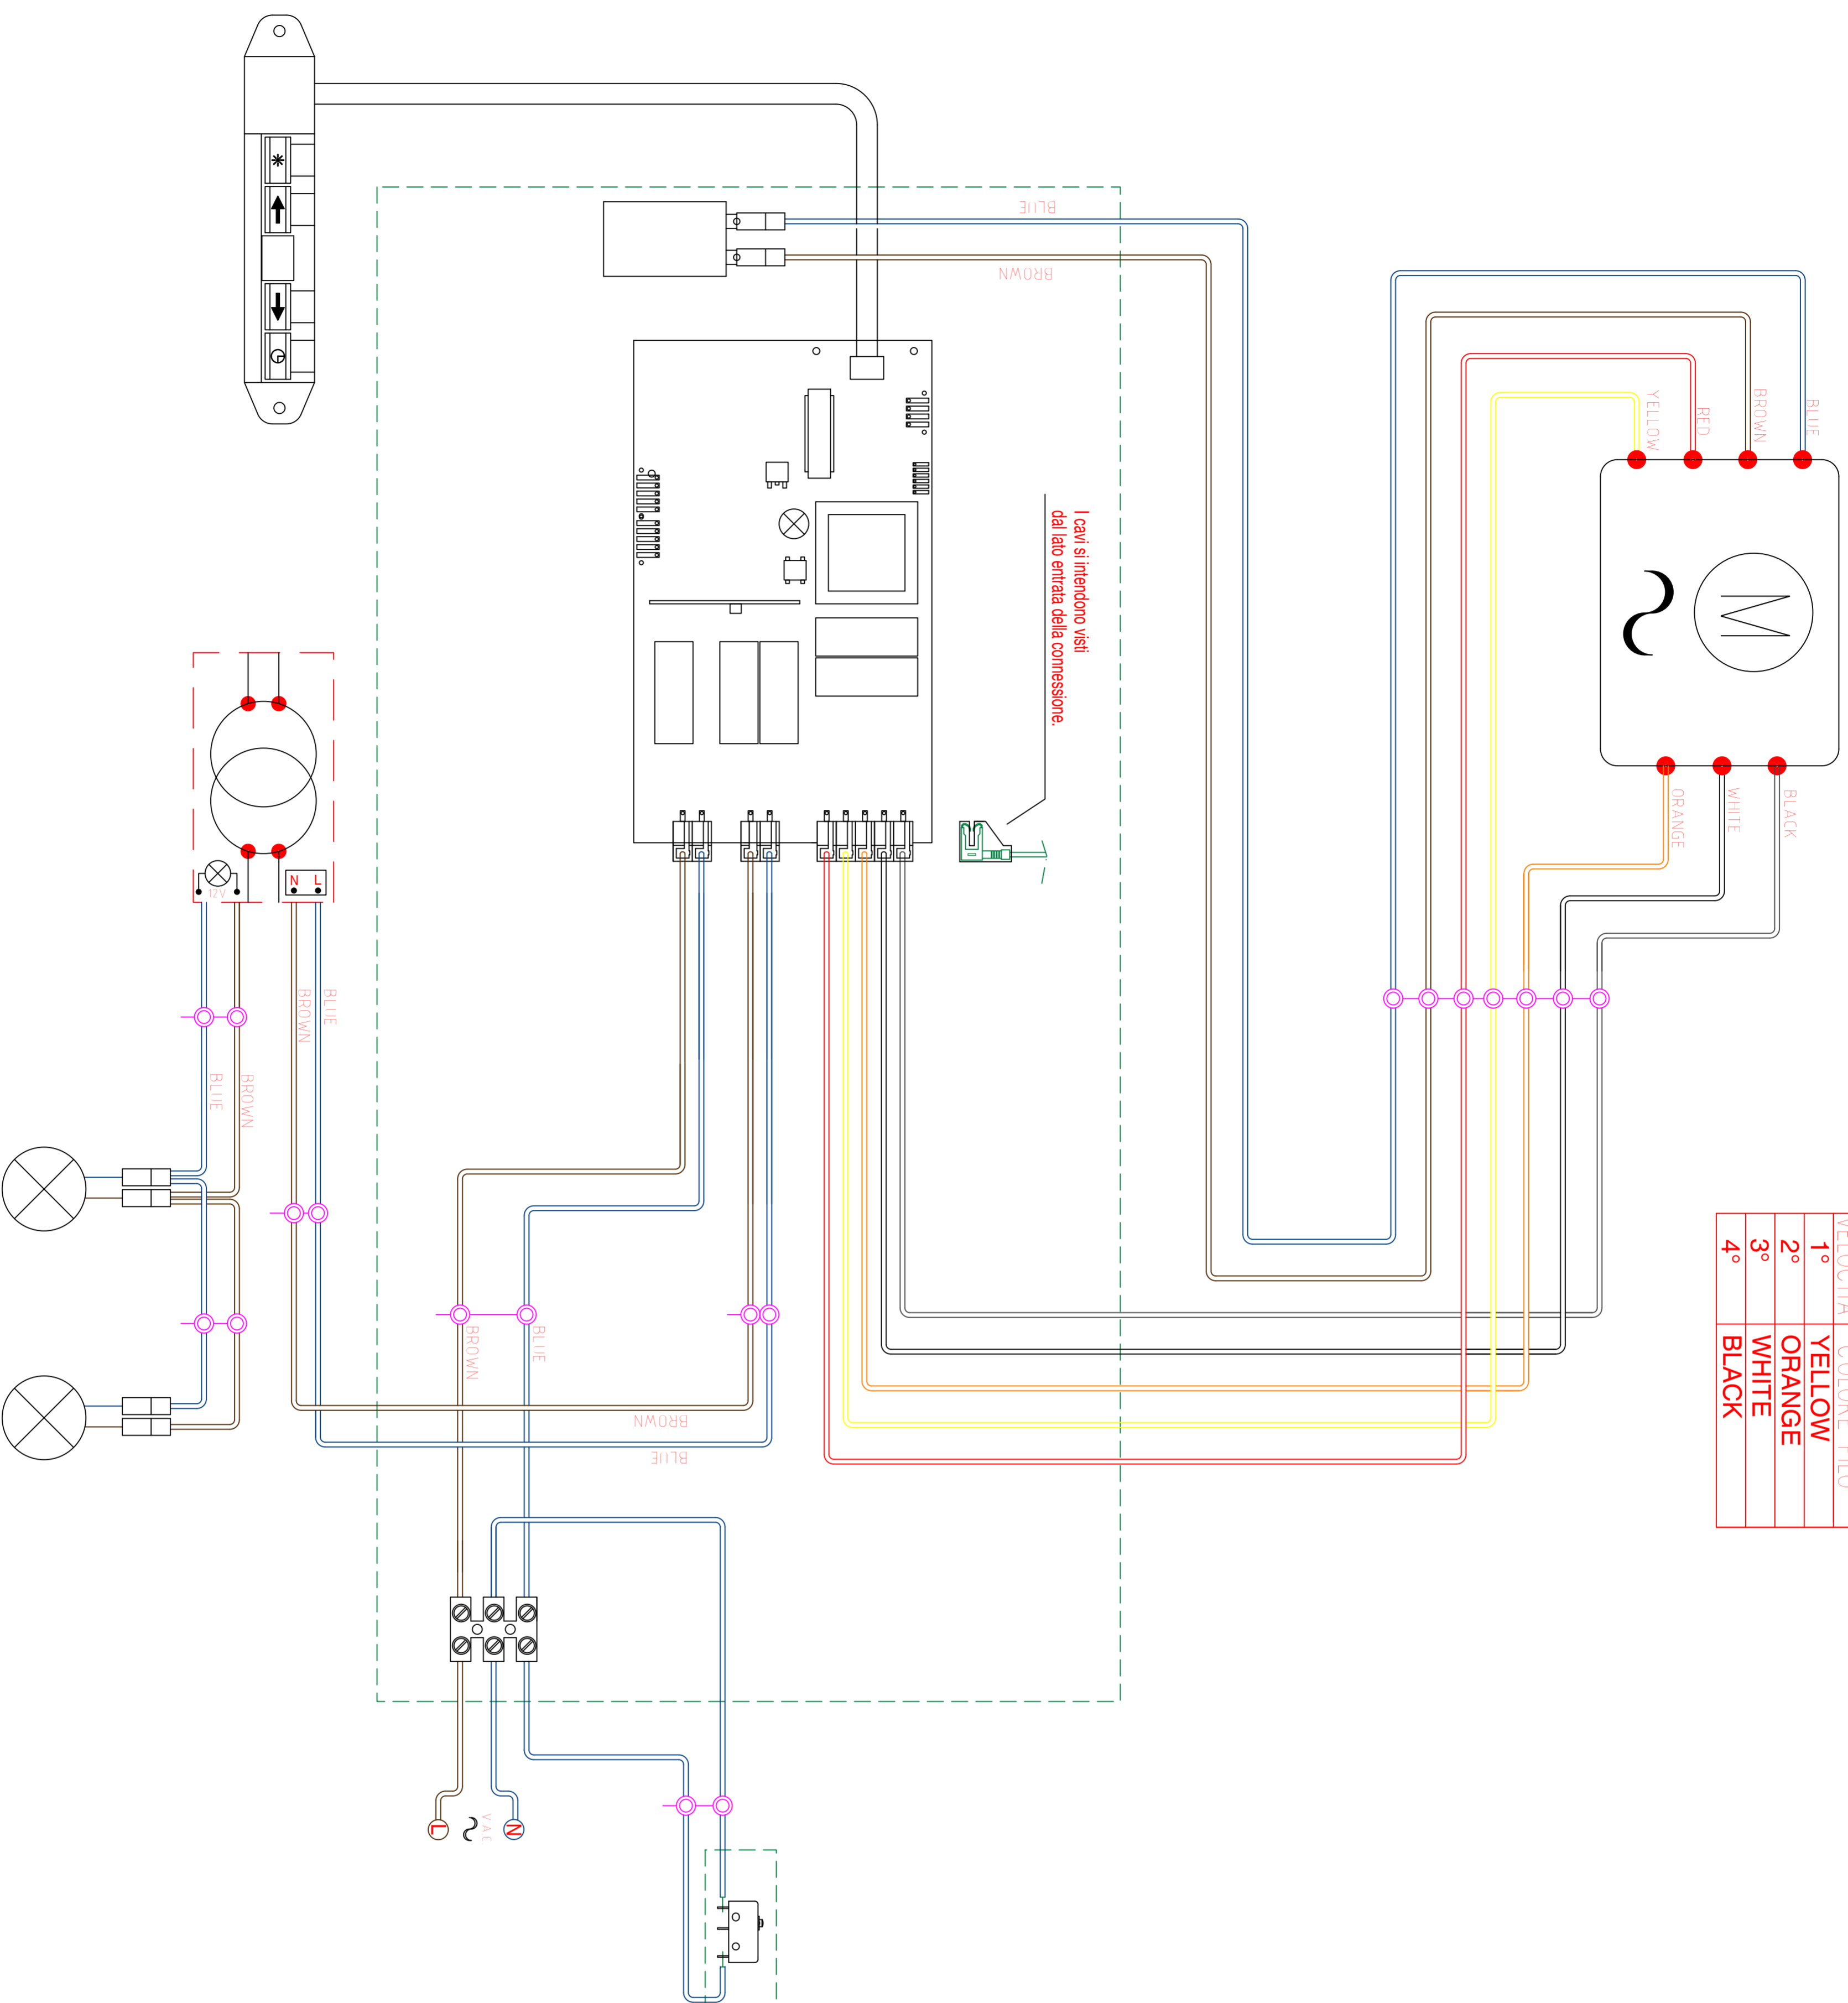 BLUE
BROWN
BLUE
BROWN
RED
YELLOW
M
I cavi si intendono visti
dal lato entrata della connessione.
BLACK
WHITE
ORANGE
12V
N L
BLUE
BROWN
BROWN
BLUE
VELOCITA' COLORE FILO
1° YELLOW
2° ORANGE
3° WHITE
4° BLACK
BLUE
BROWN
BROWN
BLUE
VAC
N
L